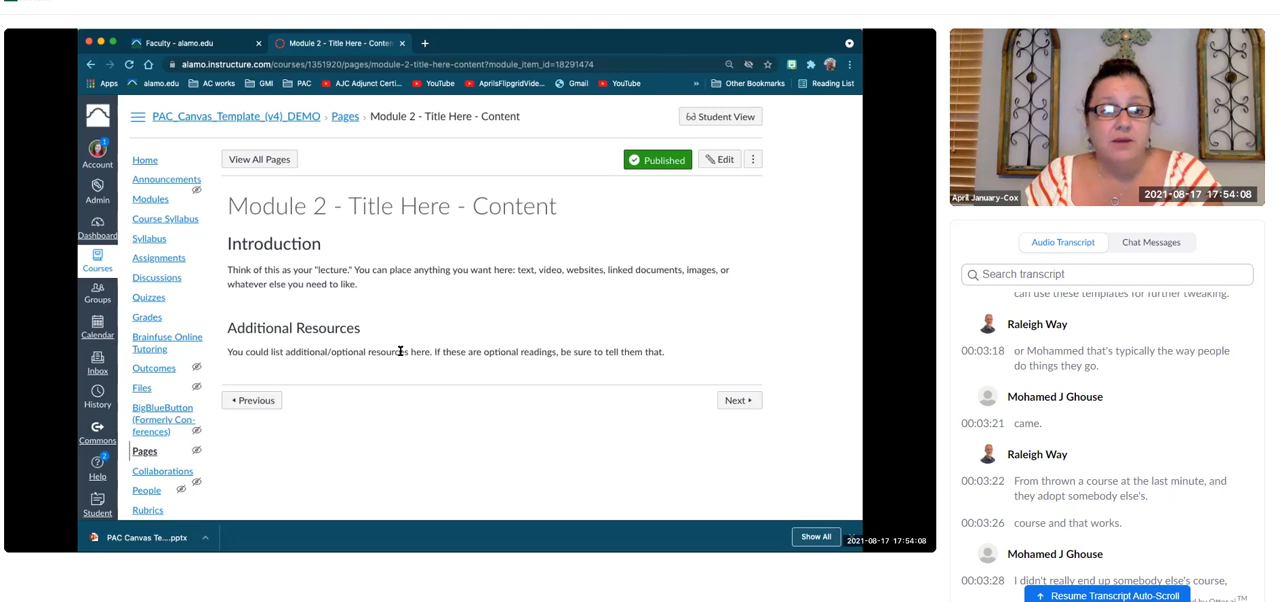 Faculty - alamo.edu
Module 2 - Title Here - Conten
alamo.instructure.com/courses/1351920/pages/module-2-title-here-content?module_item_id=18291474
Apps alamo.edu AC works GMI PAC AJC Adjunct Certi... YouTube AprilsFlipgridVide... Gmail YouTube » Other Bookmarks Reading List
PAC_Canvas_Template_(v4)_DEMO › Pages › Module 2 - Title Here - Content
Student View
1
Account
Admin
Dashboard
Courses
Groups
Calendar
Inbox
History
Commons
2
Help
Student
Home
Announcements
Modules
Course Syllabus
Syllabus
Assignments
Discussions
Quizzes
Grades
Brainfuse Online
Tutoring
Outcomes
Files
BigBlueButton
(Formerly Con-
ferences)
Pages
Collaborations
People
Rubrics
View All Pages
Published
Edit
Module 2 - Title Here - Content
Introduction
Think of this as your "lecture." You can place anything you want here: text, video, websites, linked documents, images, or
whatever else you need to like.
Additional Resources
You could list additional/optional resources here. If these are optional readings, be sure to tell them that.
Previous
Next
PAC Canvas Te....pptx
Show All
2021-08-17 17:54:08
April January-Cox
2021-08-17 17:54:08
Audio Transcript
Chat Messages
Search transcript
can use these templates for further tweaking.
Raleigh Way
00:03:18 or Mohammed that's typically the way people
do things they go.
Mohamed J Ghouse
00:03:21 came.
Raleigh Way
00:03:22 From thrown a course at the last minute, and
they adopt somebody else's.
00:03:26 course and that works.
Mohamed J Ghouse
00:03:28 I didn't really end up somebody else's course,
Resume Transcript Auto-Scroll
by Otter.ai TM